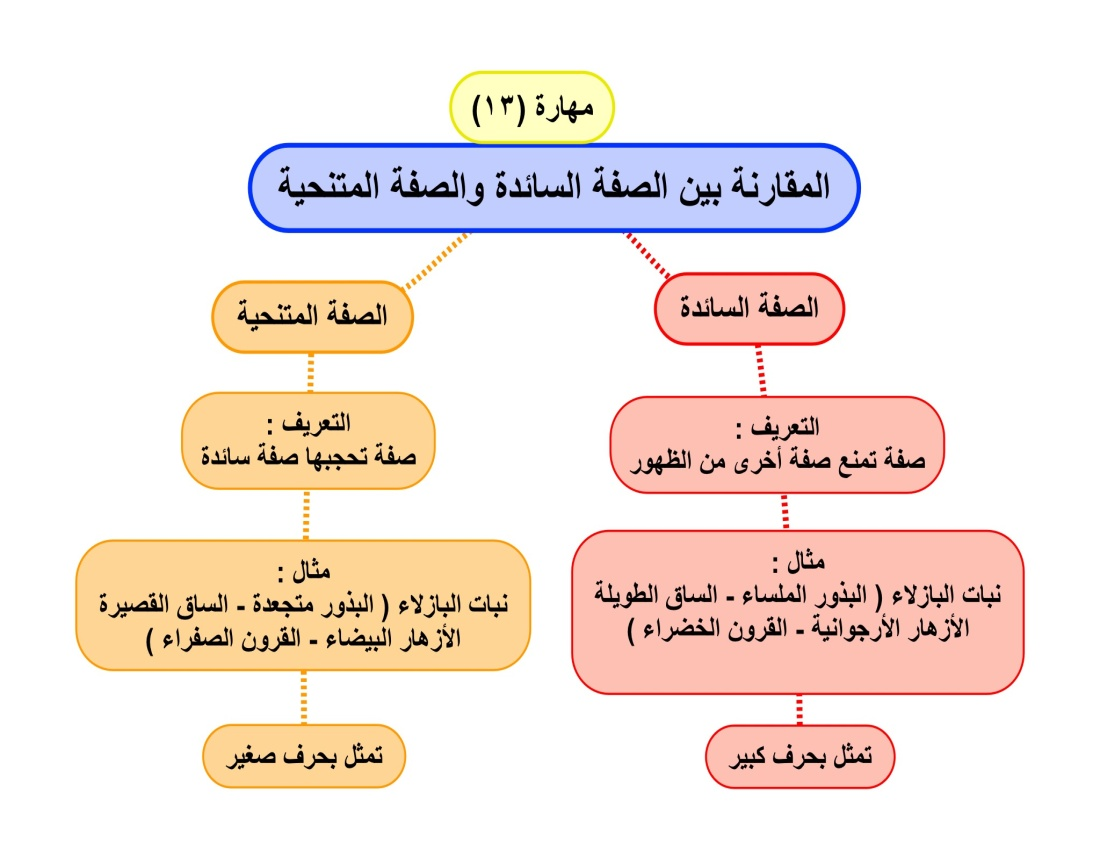 مهارة (١٣)
المقارنة بين الصفة السائدة والصفة المتنحية
الصفة السائدة
التعريف :
صفة تمنع صفة أخرى من الظهور
مثال :
نبات البازلاء ( البذور الملساء - الساق الطويلة
الأزهار الأرجوانية - القرون الخضراء )
تمثل بحرف كبير
الصفة المتنحية
التعريف :
صفة تحجبها صفة سائدة
مثال :
نبات البازلاء ( البذور متجعدة - الساق القصيرة
الأزهار البيضاء - القرون الصفراء )
تمثل بحرف صغير